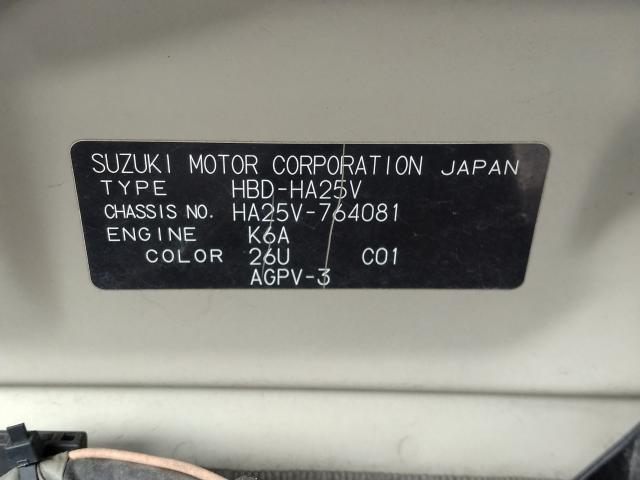 SUZUKI MOTOR CORPORATION JAPAN
TYPE HBD-HA25V
CHASSIS NO. HA25V-764081
ENGINE K6A
COLOR 26U C01
AGPV-3